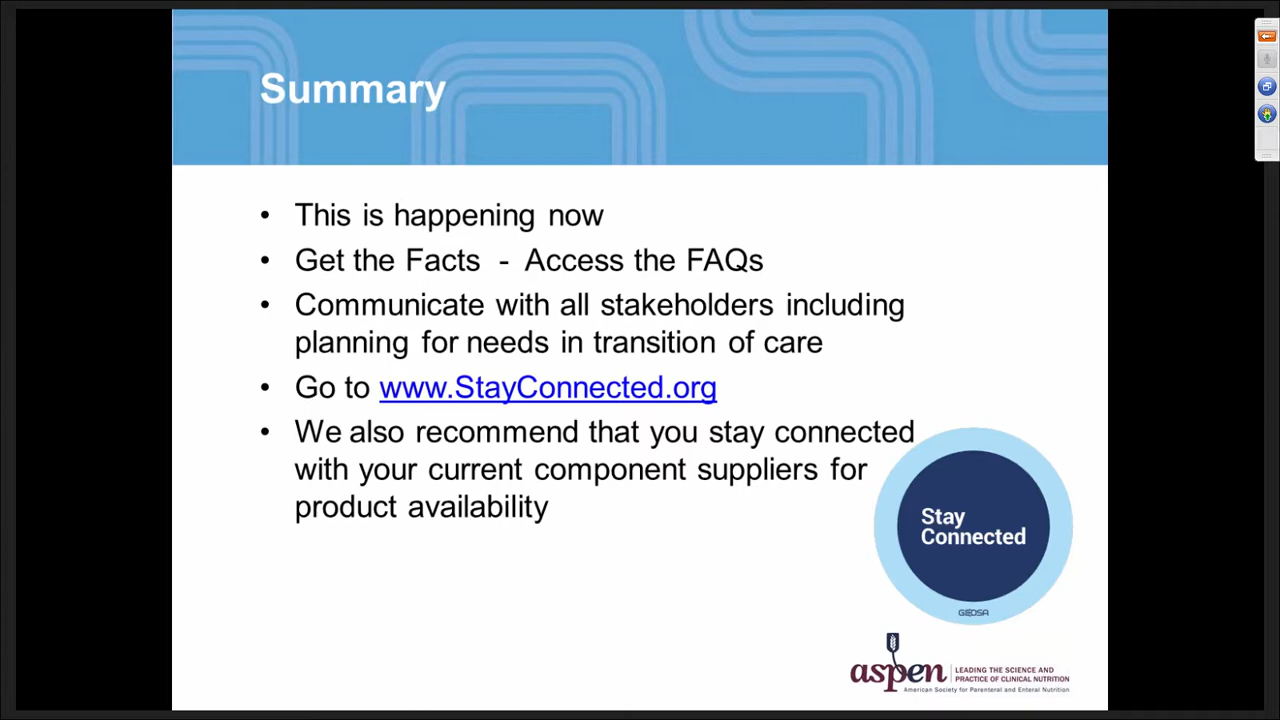 Summary
• This is happening now
• Get the Facts - Access the FAQs
• Communicate with all stakeholders including
planning for needs in transition of care
• Go to www.StayConnected.org
• We also recommend that you stay connected
with your current component suppliers for
product availability
Stay
Connected
GEDSA
aspen
LEADING THE SCIENCE AND
PRACTICE OF CLINICAL NUTRITION
American Society for Parenteral and Enteral Nutrition